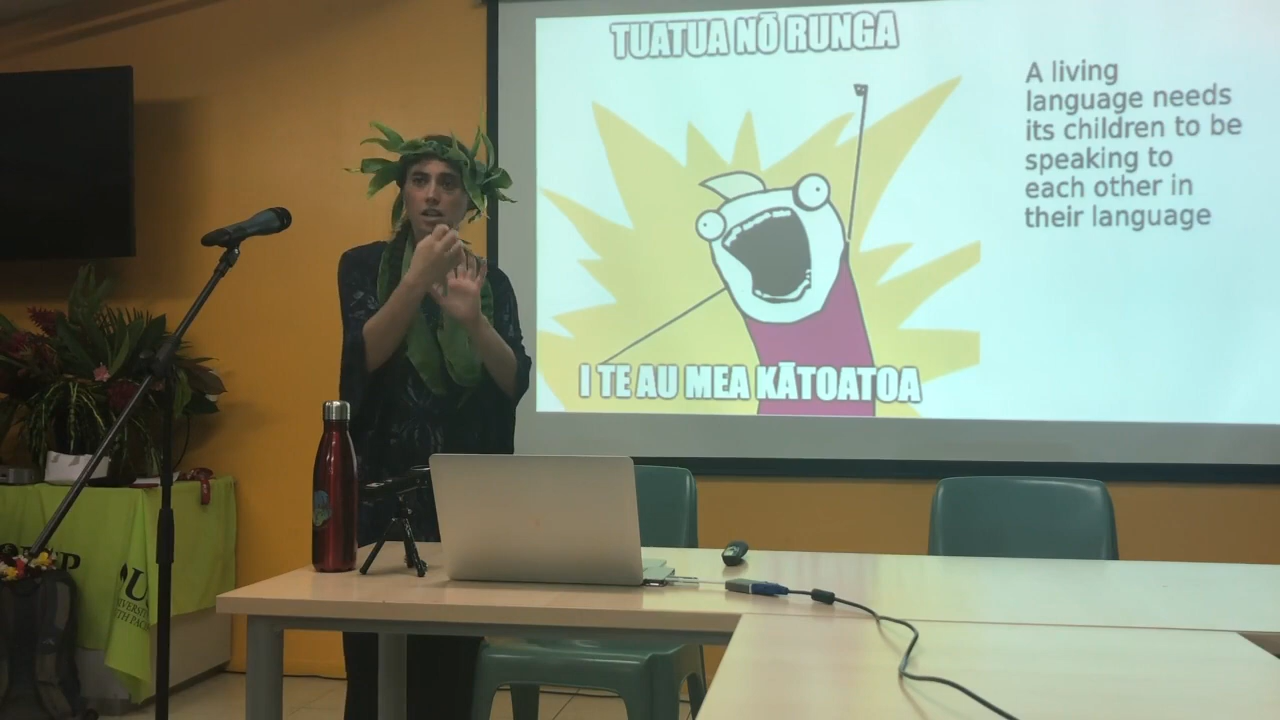 TUATUA NŌ RUNGA
I TE AU MEA KĀTOATOA
A living
language needs
its children to be
speaking to
each other in
their language